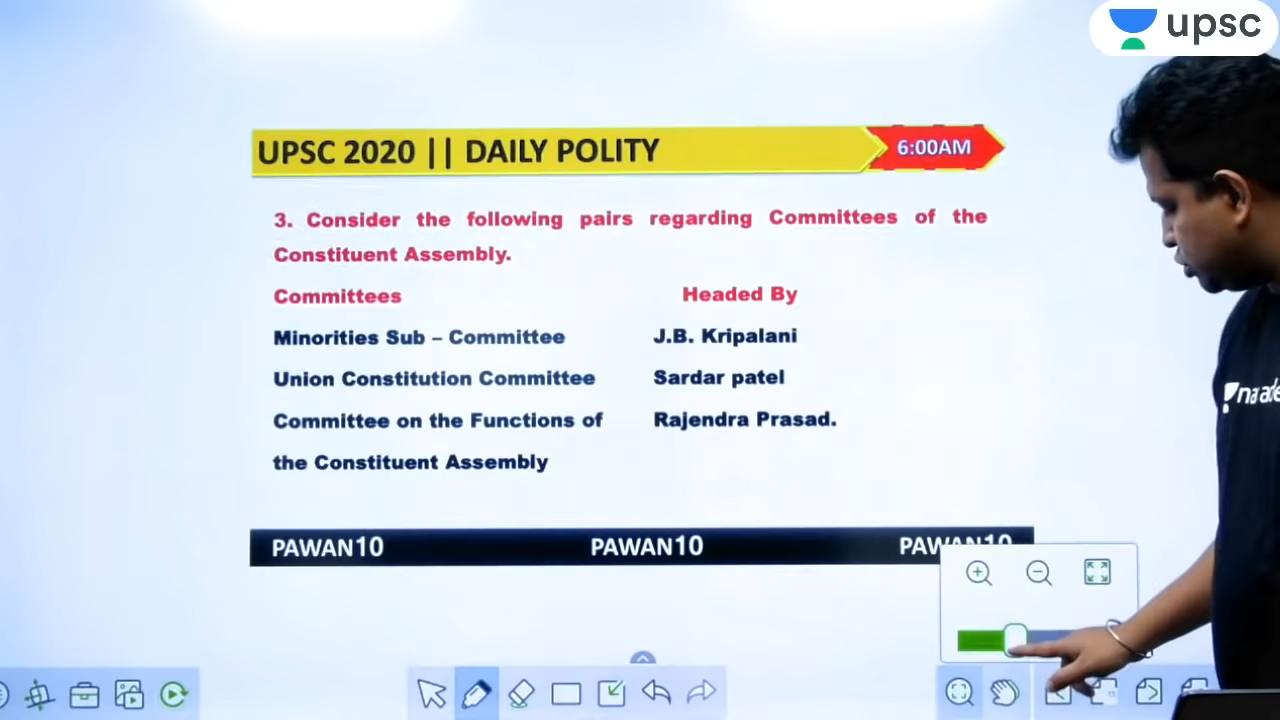 upsc
UPSC 2020 || DAILY POLITY
6:00AM
3. Consider the following pairs regarding Committees of the
Constituent Assembly.
Committees Headed By
Minorities Sub – Committee J.B. Kripalani
Union Constitution Committee Sardar patel
Committee on the Functions of Rajendra Prasad.
the Constituent Assembly
PAWAN10 PAWAN10 PAWAN10